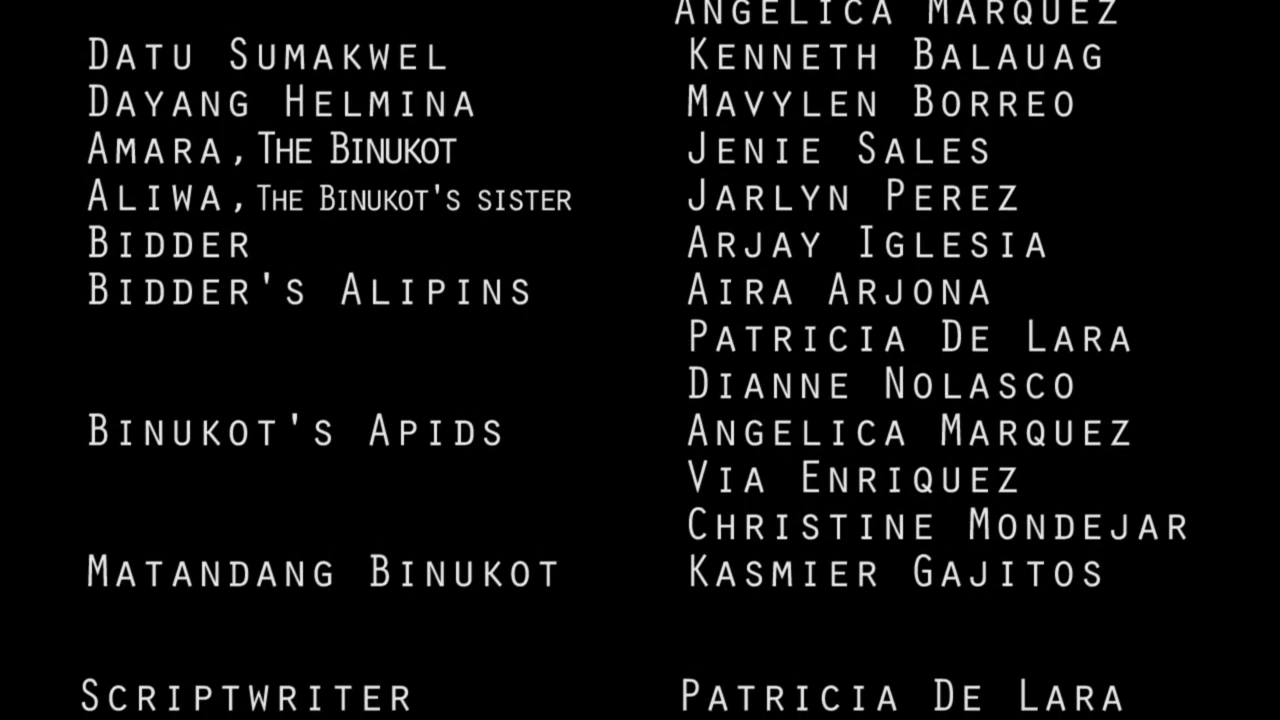 Angelica Marquez
Datu Sumakwel Kenneth Balauag
Dayang Helmina Mavylen Borreo
Amara, The Binukot Jenie Sales
Aliwa, The Binukot's sister Jarlyn Perez
Bidder Arjay Iglesia
Bidder's Alipins Aira Arjona
Patricia De Lara
Dianne Nolasco
Binukot's Apids Angelica Marquez
Via Enriquez
Christine Mondejar
Matandang Binukot Kasmier Gajitos
Scriptwriter Patricia De Lara